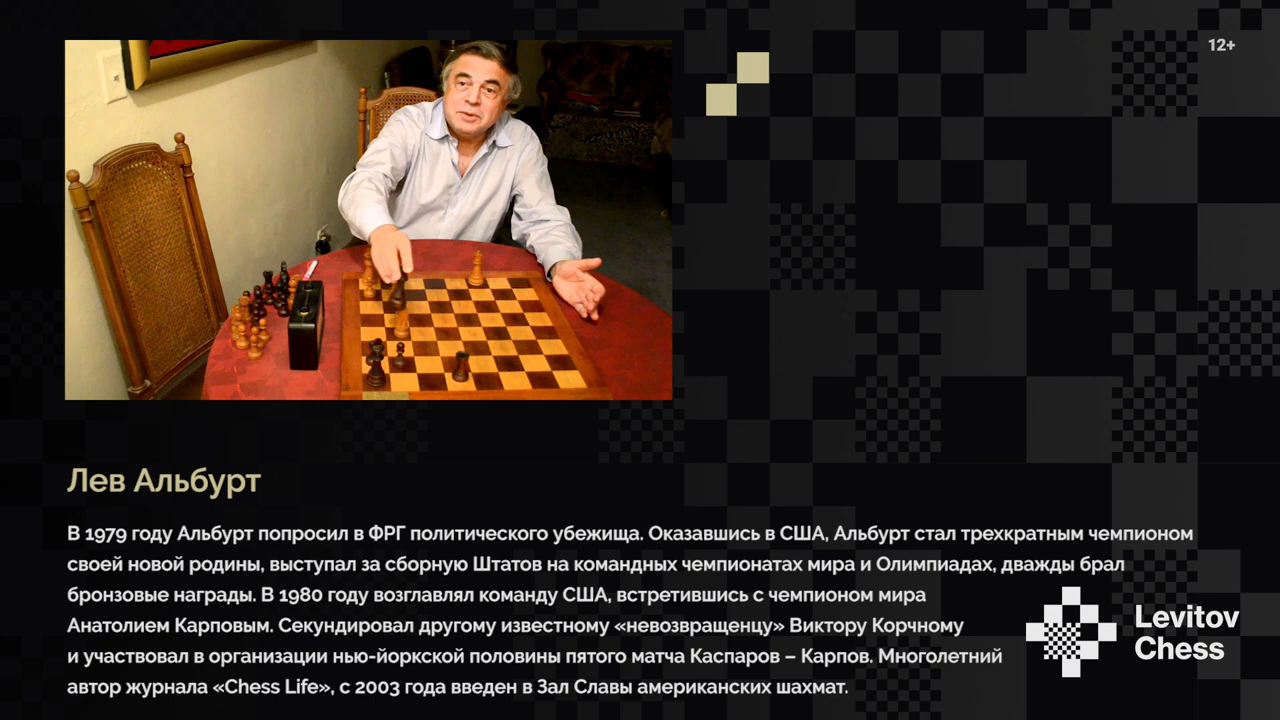 12+
Лев Альбурт
В 1979 году Альбурт попросил в ФРГ политического убежища. Оказавшись в США, Альбурт стал трехкратным чемпионом
своей новой родины, выступал за сборную Штатов на командных чемпионатах мира и Олимпиадах, дважды брал
бронзовые награды. В 1980 году возглавлял команду США, встретившись с чемпионом мира
Анатолием Карповым. Секундировал другому известному «невозвращенцу» Виктору Корчному
и участвовал в организации нью-йоркской половины пятого матча Каспаров – Карпов. Многолетний
автор журнала «Chess Life», с 2003 года введен в Зал Славы американских шахмат.
Levitov
Chess